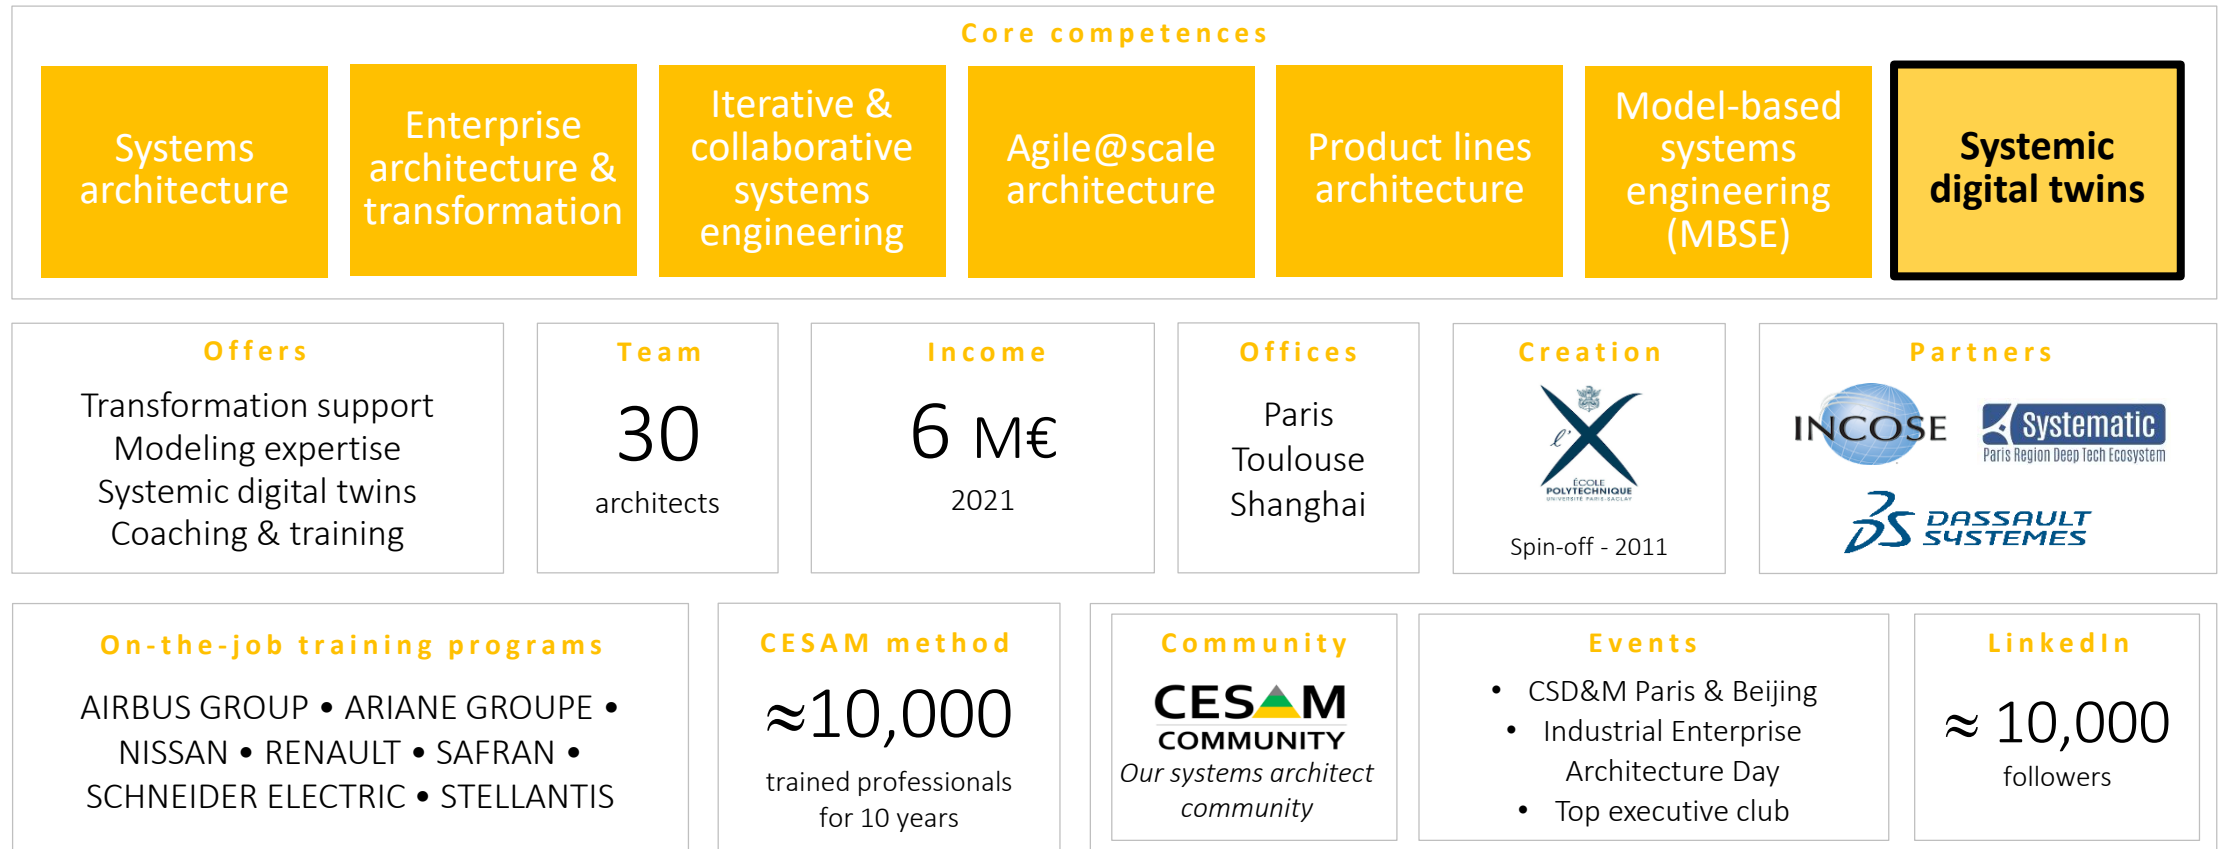 Core competences
Systems
architecture
Enterprise
architecture &
transformation
Iterative &
collaborative
systems
engineering
Agile@scale
architecture
Product lines
architecture
Model-based
systems
engineering
(MBSE)
Systemic
digital twins
Offers
Transformation support
Modeling expertise
Systemic digital twins
Coaching & training
Team
30
architects
Income
6 M€
2021
Offices
Paris
Toulouse
Shanghai
Creation
l'X
ÉCOLE
POLYTECHNIQUE
UNIVERSITÉ PARIS-SACLAY
Spin-off - 2011
Partners
INCOSE
Systematic
Paris Region Deep Tech Ecosystem
3DS DASSAULT
SYSTEMES
On-the-job training programs
AIRBUS GROUP • ARIANE GROUPE •
NISSAN • RENAULT • SAFRAN •
SCHNEIDER ELECTRIC • STELLANTIS
CESAM method
≈10,000
trained professionals
for 10 years
Community
CESAM
COMMUNITY
Our systems architect
community
Events
• CSD&M Paris & Beijing
• Industrial Enterprise
Architecture Day
• Top executive club
LinkedIn
≈ 10,000
followers